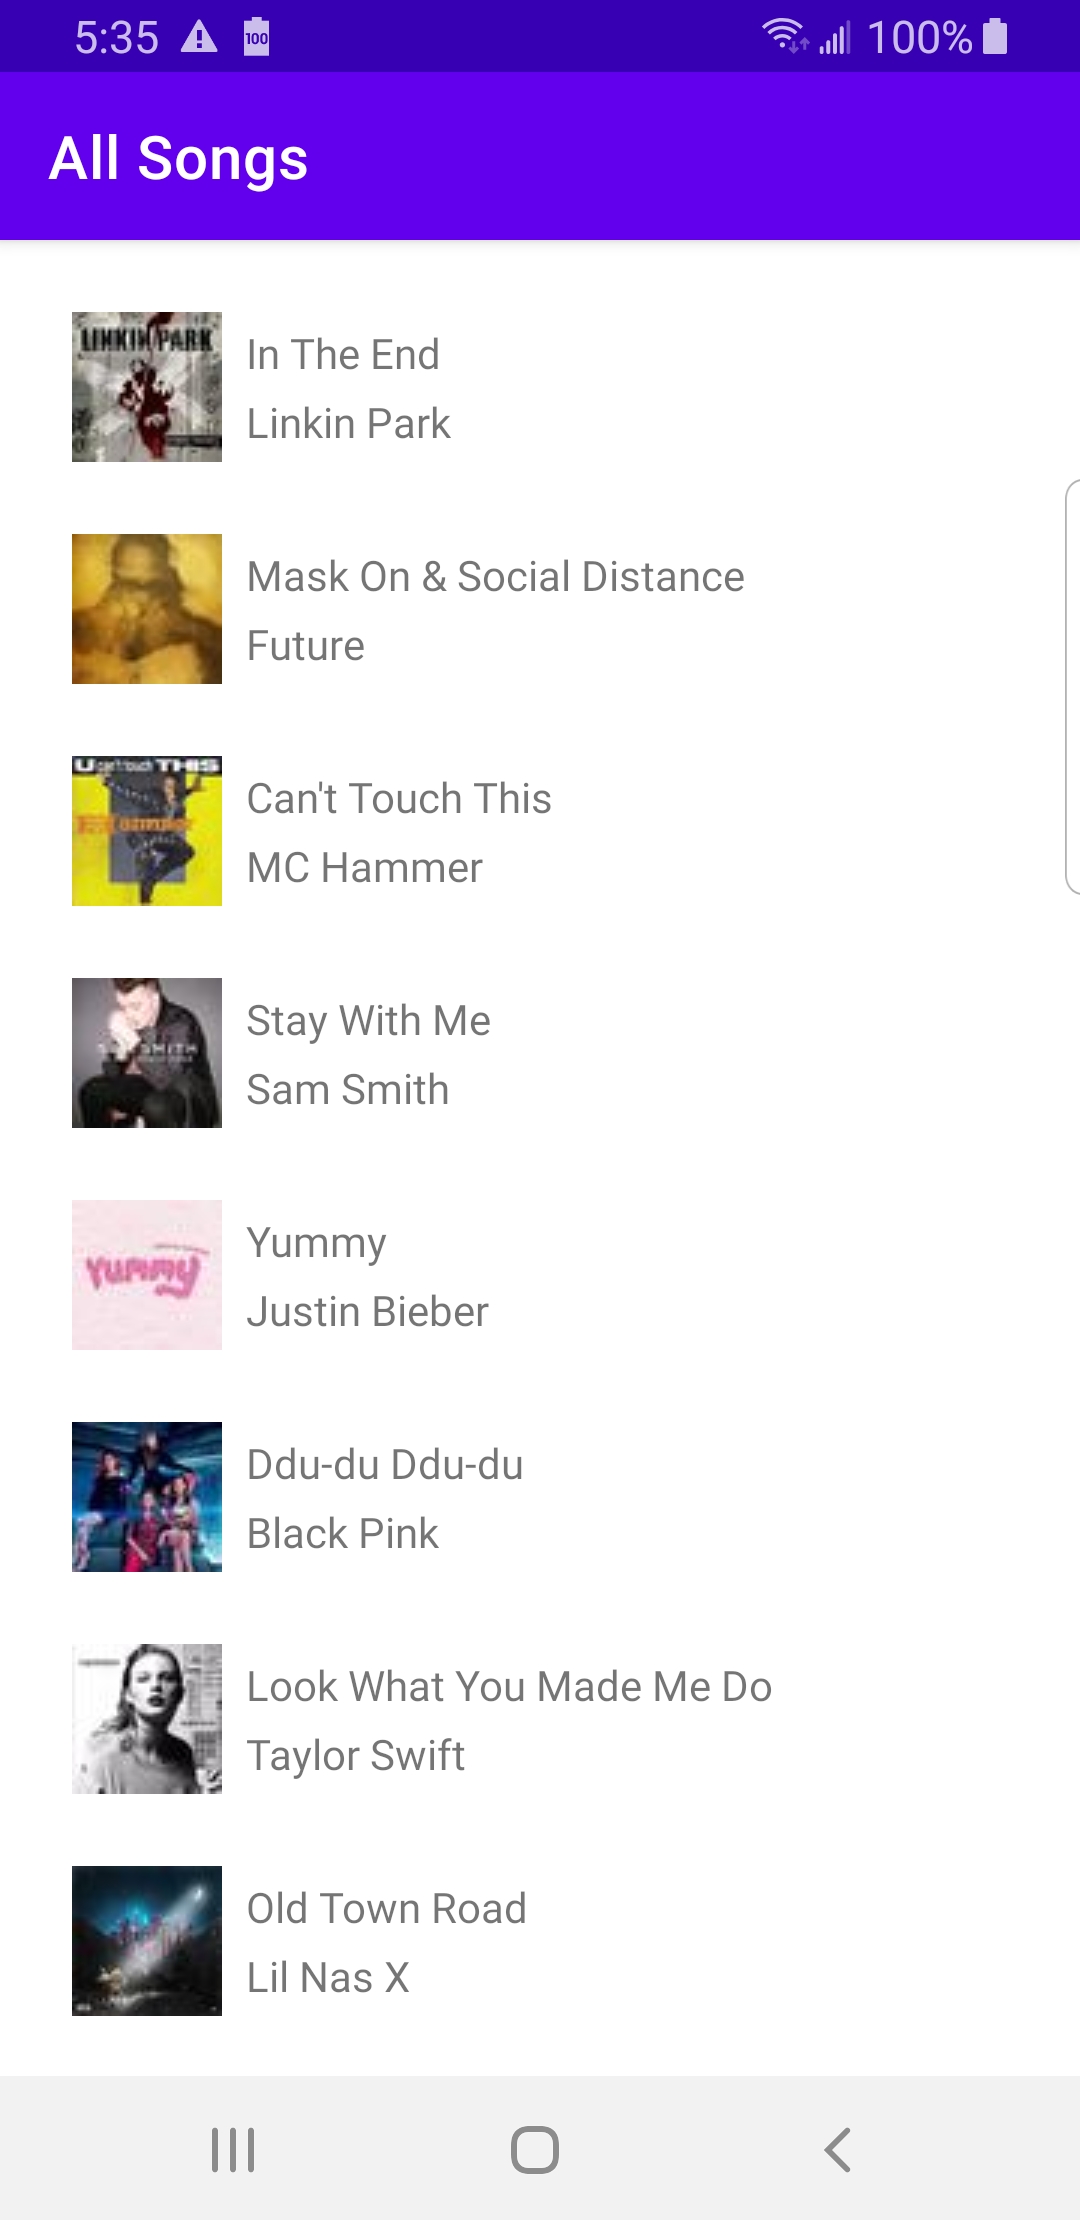 5:35 100 100%
All Songs
LINKIN PARK
In The End
Linkin Park
Mask On & Social Distance
Future
U can't touch THIS
Hammer
Can't Touch This
MC Hammer
SAM SMITH
Stay With Me
Sam Smith
Yummy
Yummy
Justin Bieber
Ddu-du Ddu-du
Black Pink
Look What You Made Me Do
Taylor Swift
Old Town Road
Lil Nas X